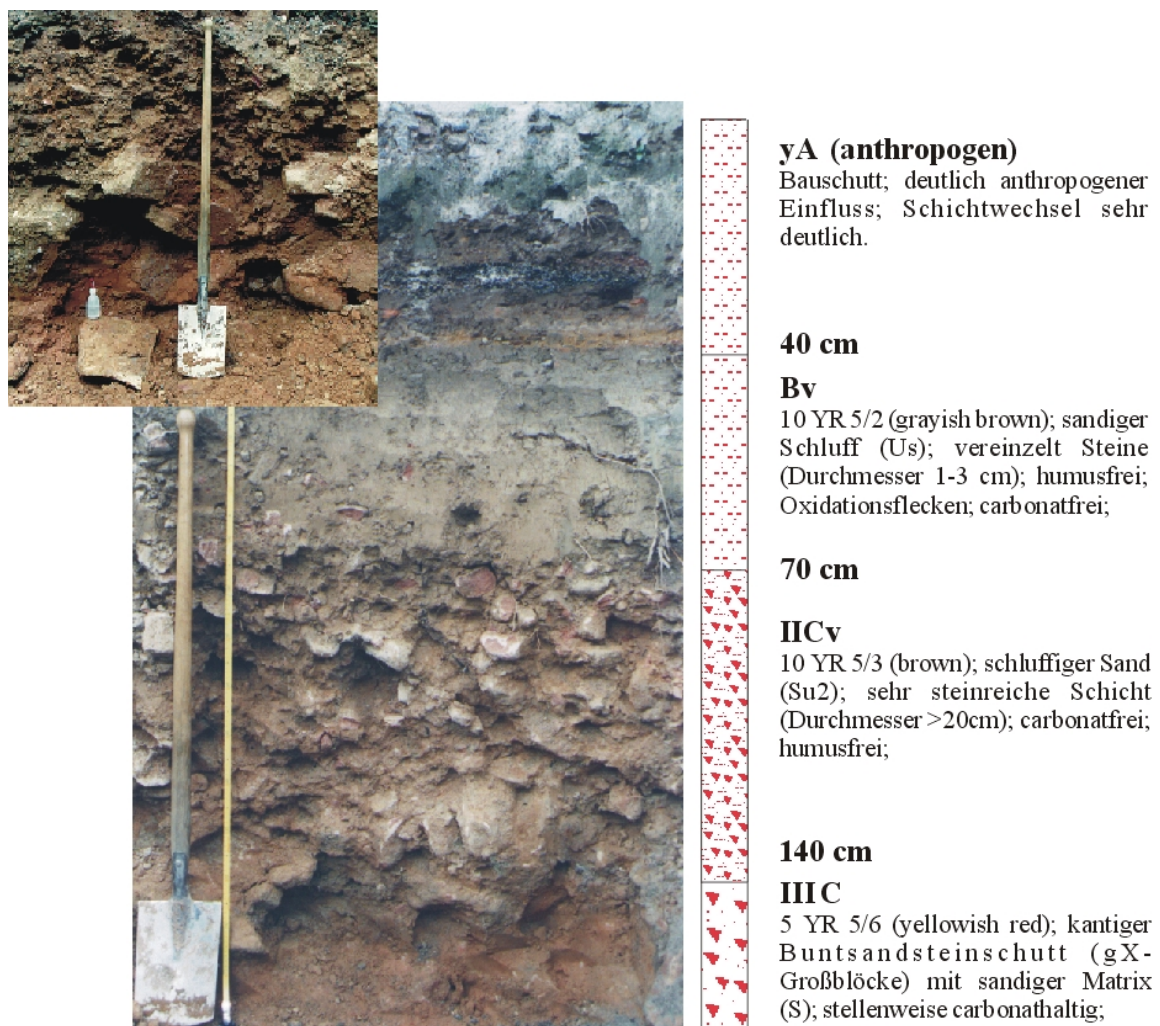 yA (anthropogen)
Bauschutt; deutlich anthropogener
Einfluss; Schichtwechsel sehr
deutlich.
40 cm
Bv
10 YR 5/2 (grayish brown); sandiger
Schluff (Us); vereinzelt Steine
(Durchmesser 1-3 cm); humusfrei;
Oxidationsflecken; carbonatfrei;
70 cm
IICv
10 YR 5/3 (brown); schluffiger Sand
(Su2); sehr steinreiche Schicht
(Durchmesser >20cm); carbonatfrei;
humusfrei;
140 cm
IIIC
5 YR 5/6 (yellowish red); kantiger
Buntsandsteinschutt (gX-
Großblöcke) mit sandiger Matrix
(S); stellenweise carbonathaltig;